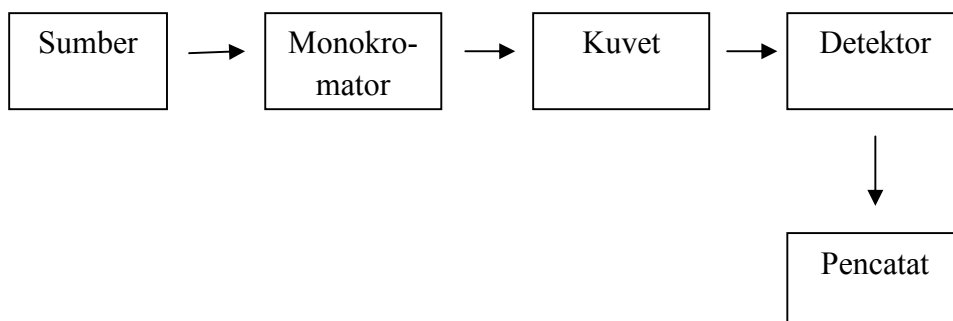 Sumber
Monokro-
mator
Kuvet
Detektor
Pencatat